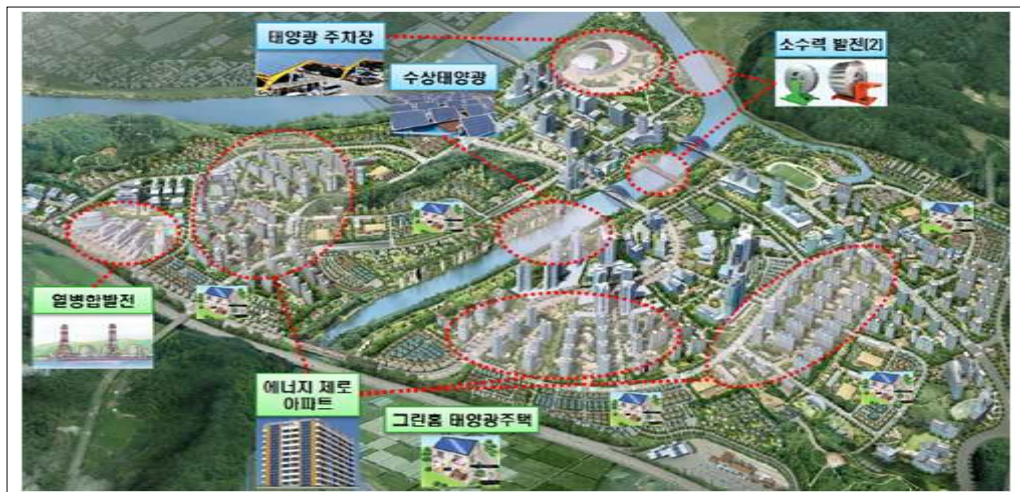 태양광 주차장
소수력 발전(2)
수상태양광
열병합발전
에너지 제로
아파트
그린홈 태양광주택